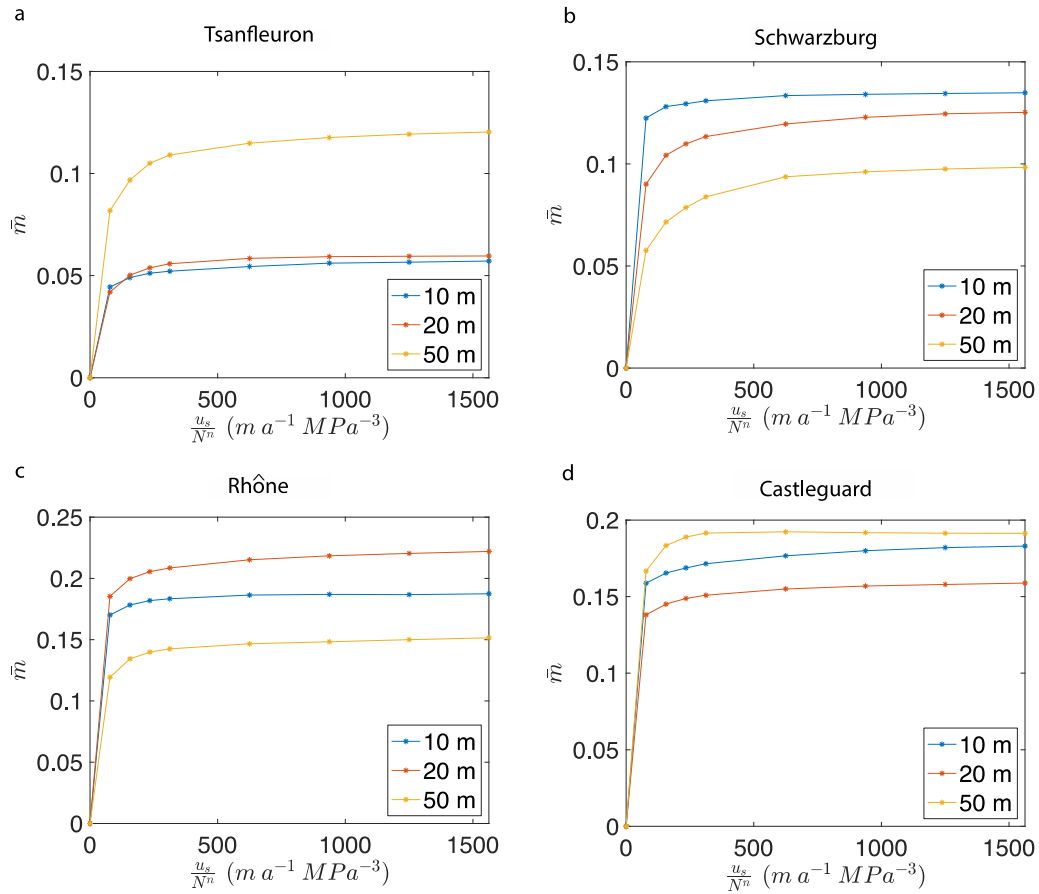 a
Tsanfleuron
0.15
0.1
0.05
0
m̄
0 500 1000 1500
u_s/N^n (m a^−1 MPa^−3)
10 m
20 m
50 m
b
Schwarzburg
0.15
0.1
0.05
0
m̄
0 500 1000 1500
u_s/N^n (m a^−1 MPa^−3)
10 m
20 m
50 m
c
Rhône
0.25
0.2
0.15
0.1
0.05
0
m̄
0 500 1000 1500
u_s/N^n (m a^−1 MPa^−3)
10 m
20 m
50 m
d
Castleguard
0.2
0.15
0.1
0.05
0
m̄
0 500 1000 1500
u_s/N^n (m a^−1 MPa^−3)
10 m
20 m
50 m